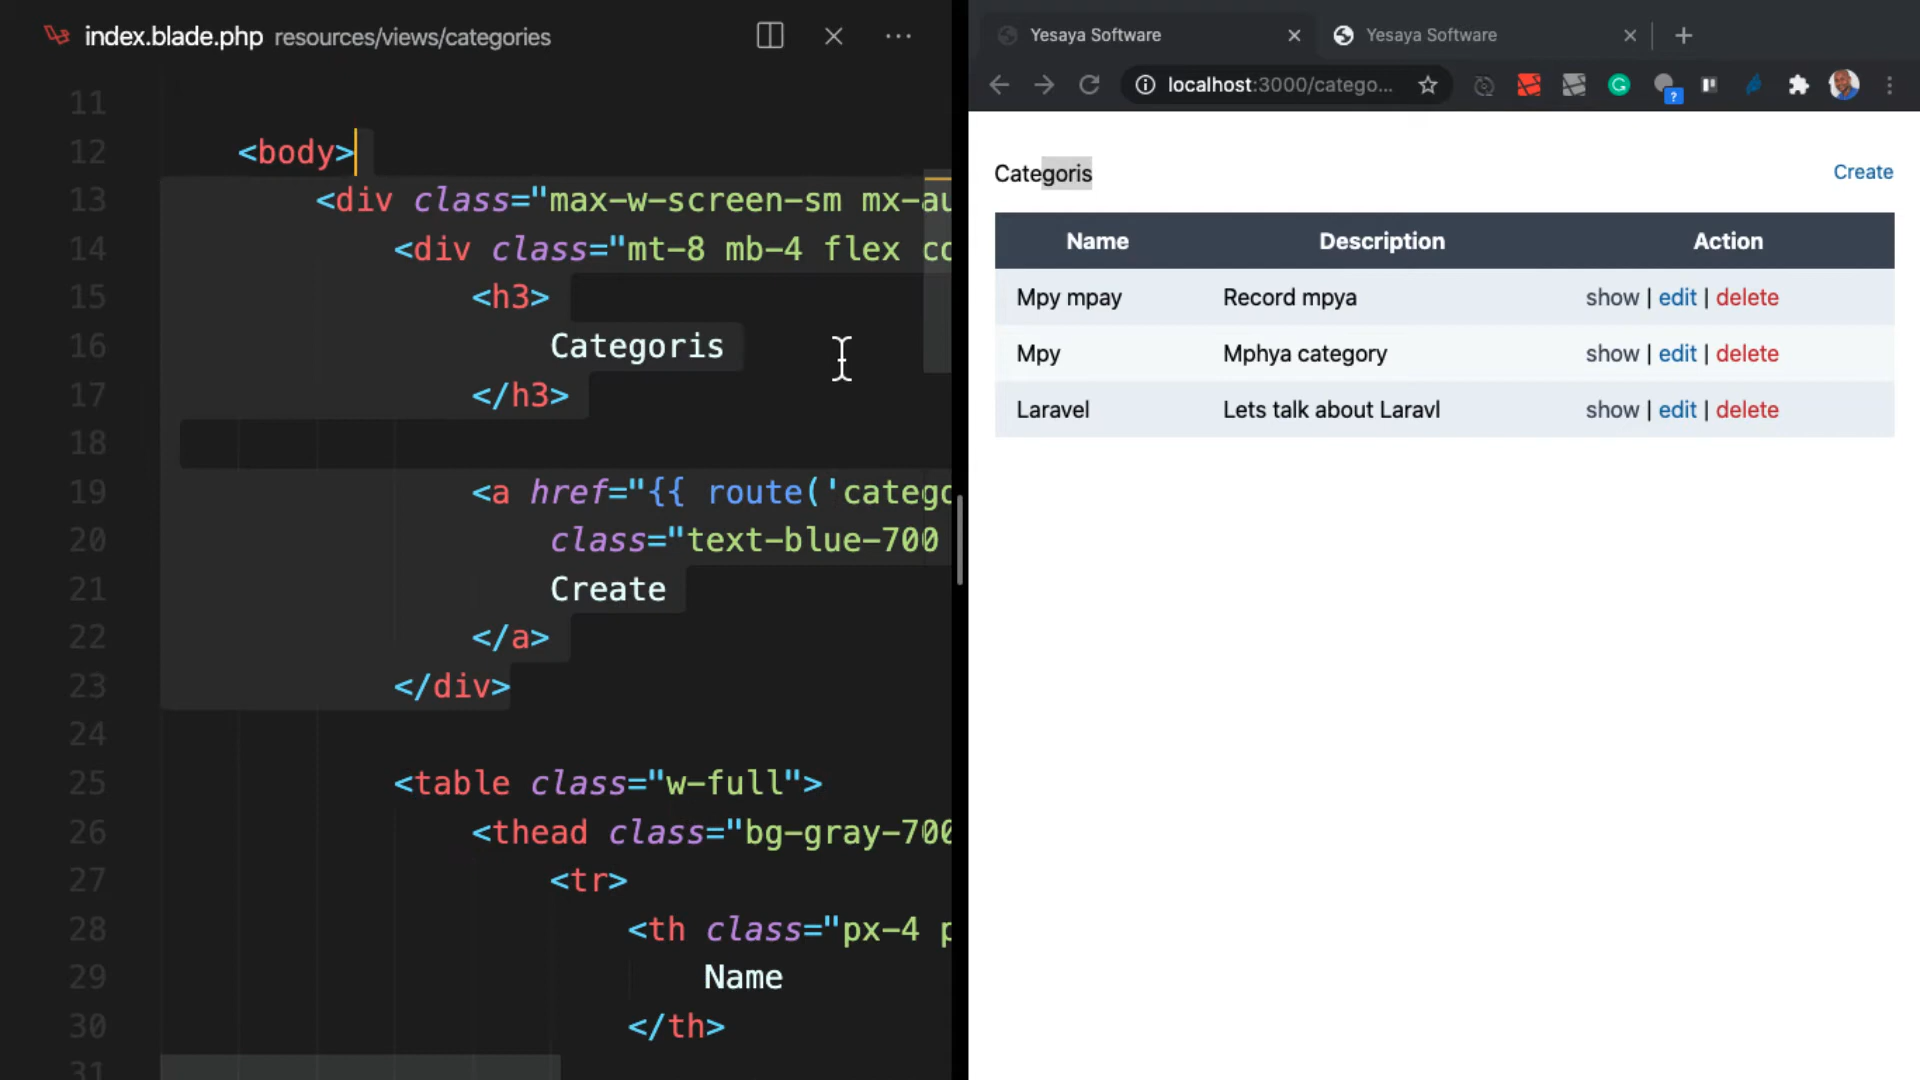 index.blade.php resources/views/categories
11
12 <body>
13 <div class="max-w-screen-sm mx-au
14 <div class="mt-8 mb-4 flex co
15 <h3>
16 Categoris
17 </h3>
18
19 <a href="{{ route('catego
20 class="text-blue-700
21 Create
22 </a>
23 </div>
24
25 <table class="w-full">
26 <thead class="bg-gray-700
27 <tr>
28 <th class="px-4 p
29 Name
30 </th>
31
Yesaya Software
Yesaya Software
localhost:3000/catego...
Categoris Create
Name Description Action
Mpy mpay Record mpya show | edit | delete
Mpy Mphya category show | edit | delete
Laravel Lets talk about Laravl show | edit | delete